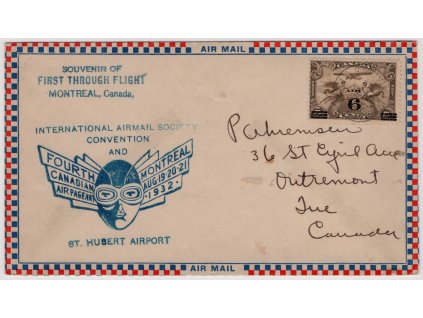 AIR MAIL
SOUVENIR OF
FIRST THROUGH FLIGHT
MONTREAL, Canada,
INTERNATIONAL AIRMAIL SOCIETY
CONVENTION
AND
FOURTH
CANADIAN
AIR PAGEANT
MONTREAL
AUG-19-20-21
-1932-
ST. HUBERT AIRPORT
6
36 St Cyril Ave
Outremont
Que
Canada
AIR MAIL